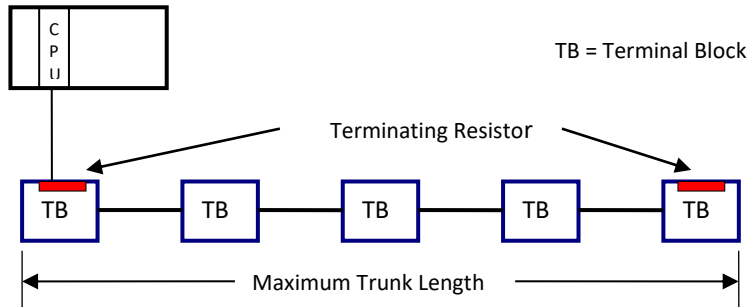 C
P
U
TB = Terminal Block
Terminating Resistor
TB
TB
TB
TB
TB
Maximum Trunk Length